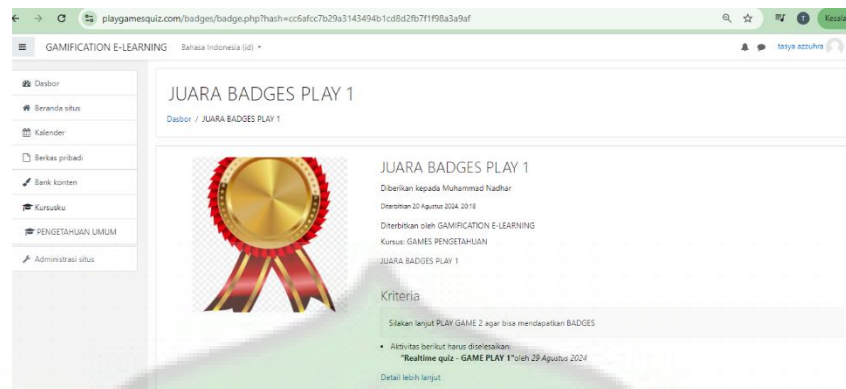 playgamesquiz.com/badges/badge.php?hash=cc6afcc7b29a3143494b1cd8d2fb7f1f98a3a9af
T
Kesala
GAMIFICATION E-LEARNING Bahasa Indonesia (id)
tasya azzuhra
Dasbor
Beranda situs
Kalender
Berkas pribadi
Bank konten
Kursusku
PENGETAHUAN UMUM
Administrasi situs
JUARA BADGES PLAY 1
Dasbor / JUARA BADGES PLAY 1
JUARA BADGES PLAY 1
Diberikan kepada Muhammad Nadhar
Diterbitkan 20 Agustus 2024, 20:18
Diterbitkan oleh GAMIFICATION E-LEARNING
Kursus: GAMES PENGETAHUAN
JUARA BADGES PLAY 1
Kriteria
Silakan lanjut PLAY GAME 2 agar bisa mendapatkan BADGES
Aktivitas berikut harus diselesaikan:
"Realtime quiz - GAME PLAY 1"oleh 29 Agustus 2024
Detail lebih lanjut